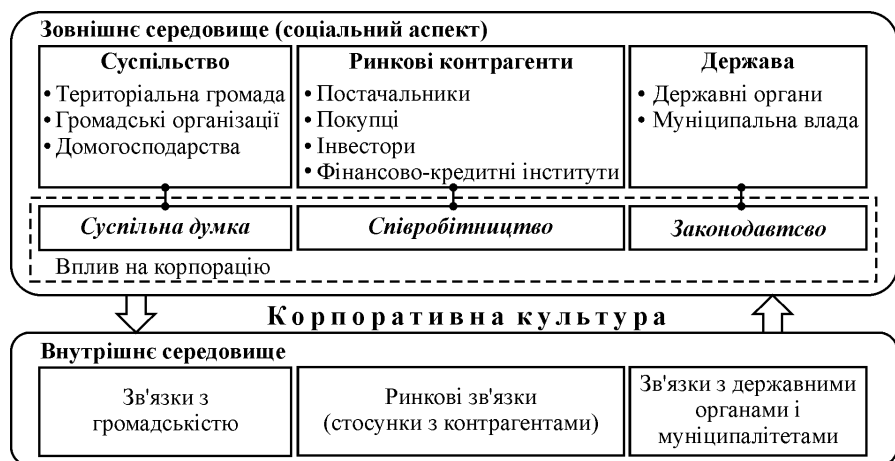 Зовнішнє середовище (соціальний аспект)
Суспільство
• Територіальна громада
• Громадські організації
• Домогосподарства
Ринкові контрагенти
• Постачальники
• Покупці
• Інвестори
• Фінансово-кредитні інститути
Держава
• Державні органи
• Муніципальна влада
Суспільна думка
Співробітництво
Законодавтсво
Вплив на корпорацію
Корпоративна культура
Внутрішнє середовище
Зв'язки з
громадськістю
Ринкові зв'язки
(стосунки з контрагентами)
Зв'язки з державними
органами і
муніципалітетами